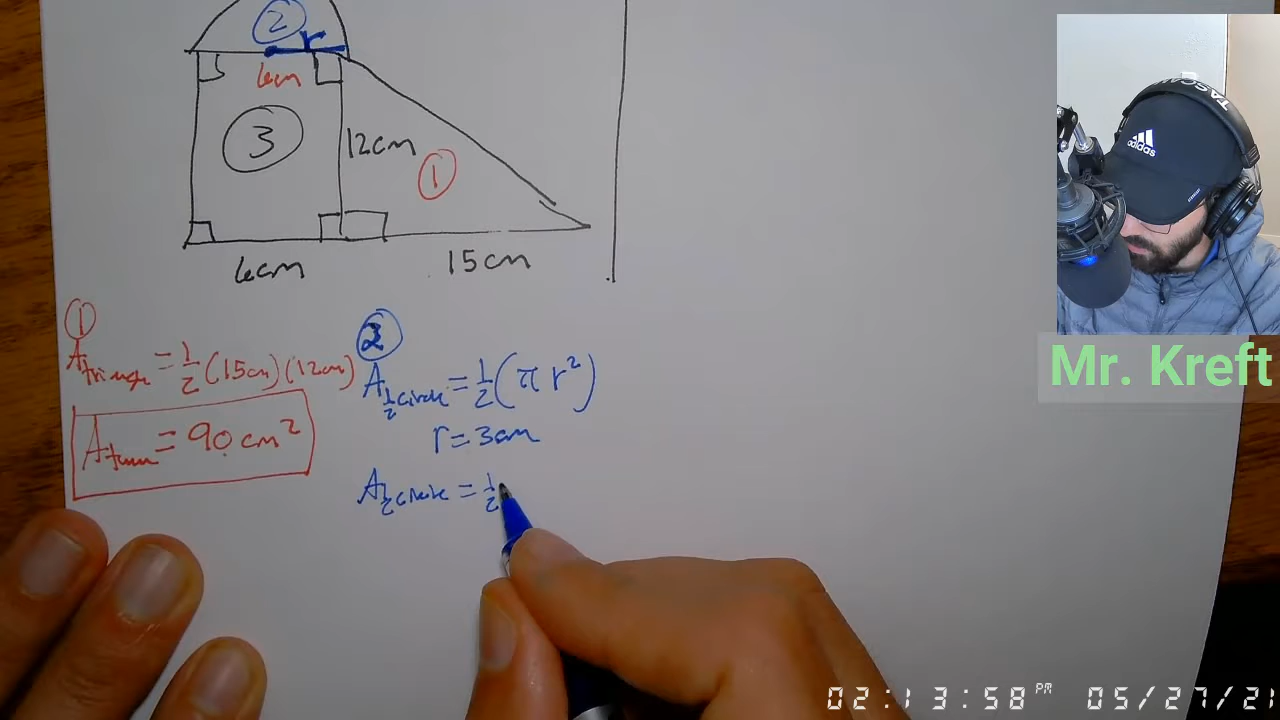 2
r
6cm
3
12cm
1
6cm
15cm
1
A triangle = 1/2 (15cm)(12cm)
= 90 cm²
2
A 1/2 circle = 1/2 (π r²)
r = 3cm
A 1/2 circle = 1/2
TASCAM
adidas
Mr. Kreft
02:13:58 PM 05/27/21